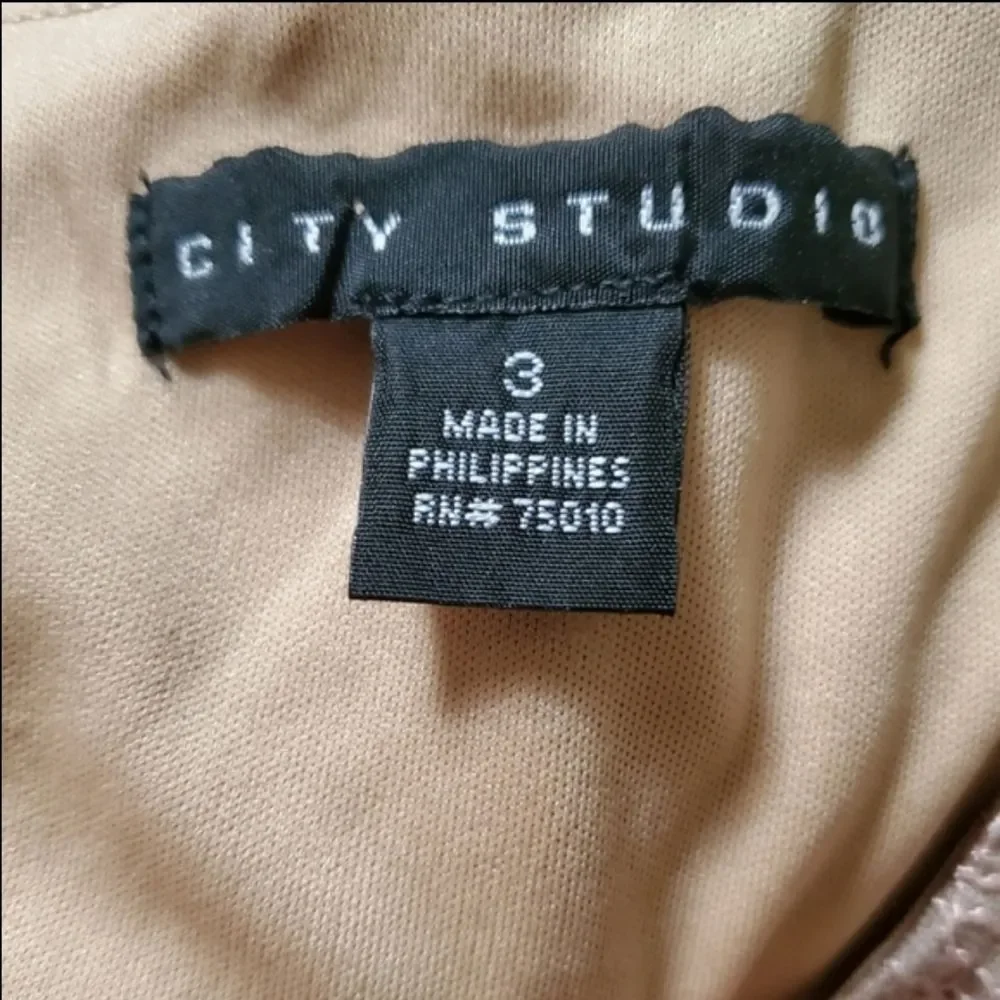 CITY STUDIO
3
MADE IN
PHILIPPINES
RN# 75010